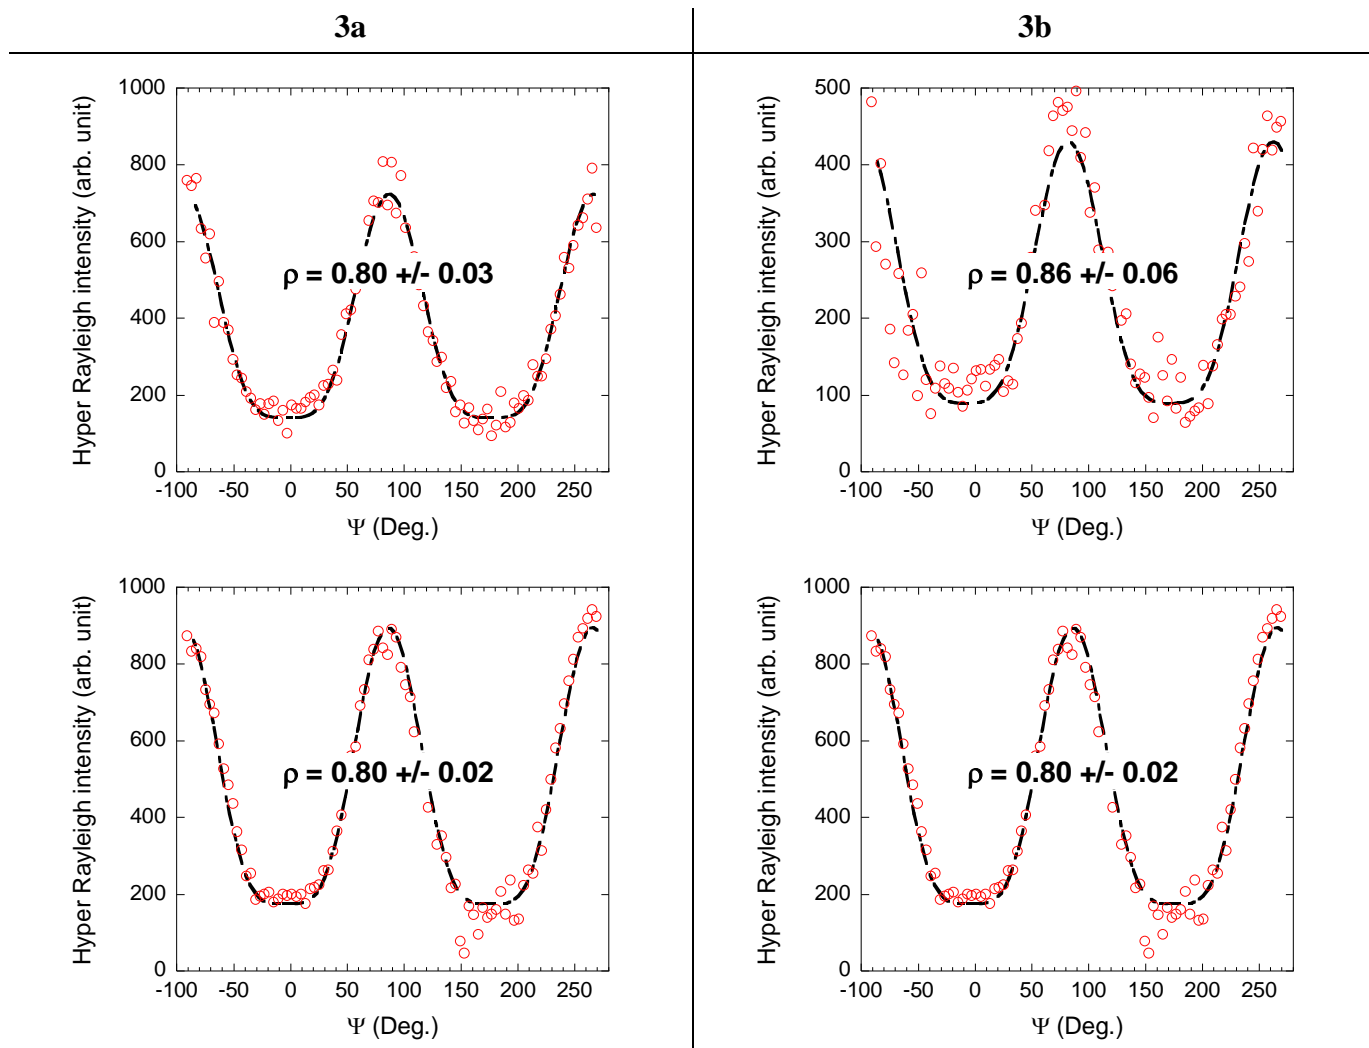 3a
3b
Hyper Rayleigh intensity (arb. unit)
1000
800
600
400
200
0
ρ = 0.80 +/- 0.03
-100 -50 0 50 100 150 200 250
Ψ (Deg.)
Hyper Rayleigh intensity (arb. unit)
500
400
300
200
100
0
ρ = 0.86 +/- 0.06
-100 -50 0 50 100 150 200 250
Ψ (Deg.)
Hyper Rayleigh intensity (arb. unit)
1000
800
600
400
200
0
ρ = 0.80 +/- 0.02
-100 -50 0 50 100 150 200 250
Ψ (Deg.)
Hyper Rayleigh intensity (arb. unit)
1000
800
600
400
200
0
ρ = 0.80 +/- 0.02
-100 -50 0 50 100 150 200 250
Ψ (Deg.)